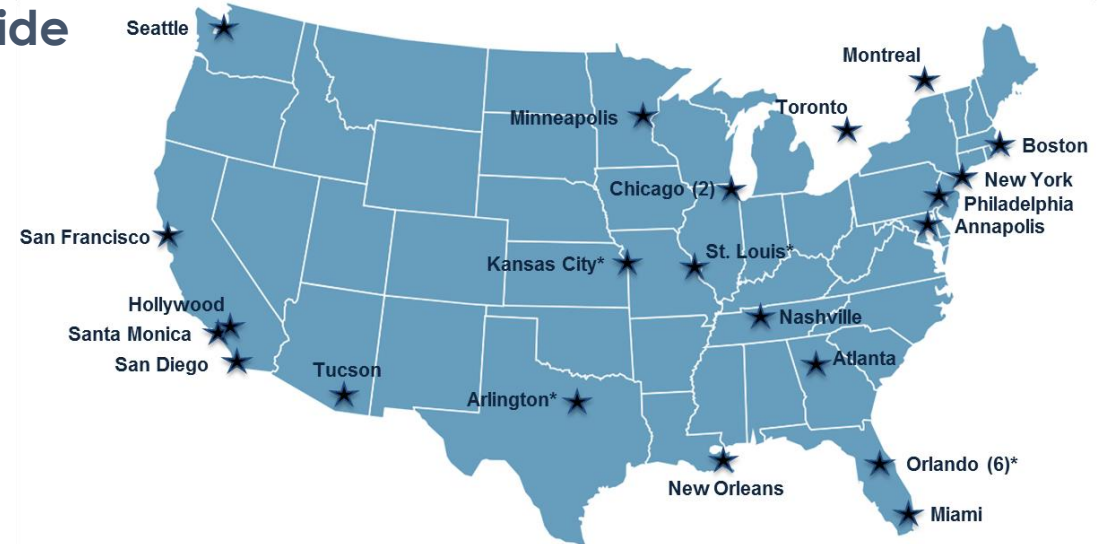 ide
Seattle
Montreal
Toronto
Minneapolis
Boston
New York
Chicago (2)
Philadelphia
Annapolis
San Francisco
St. Louis*
Kansas City*
Hollywood
Nashville
Santa Monica
San Diego
Atlanta
Tucson
Arlington*
Orlando (6)*
New Orleans
Miami